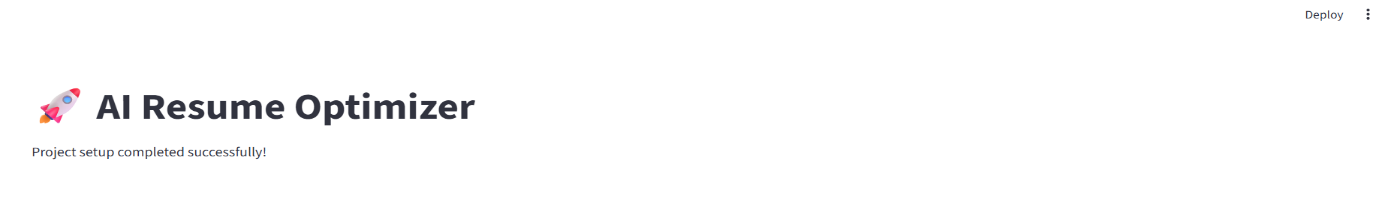 Deploy
🚀 AI Resume Optimizer
Project setup completed successfully!